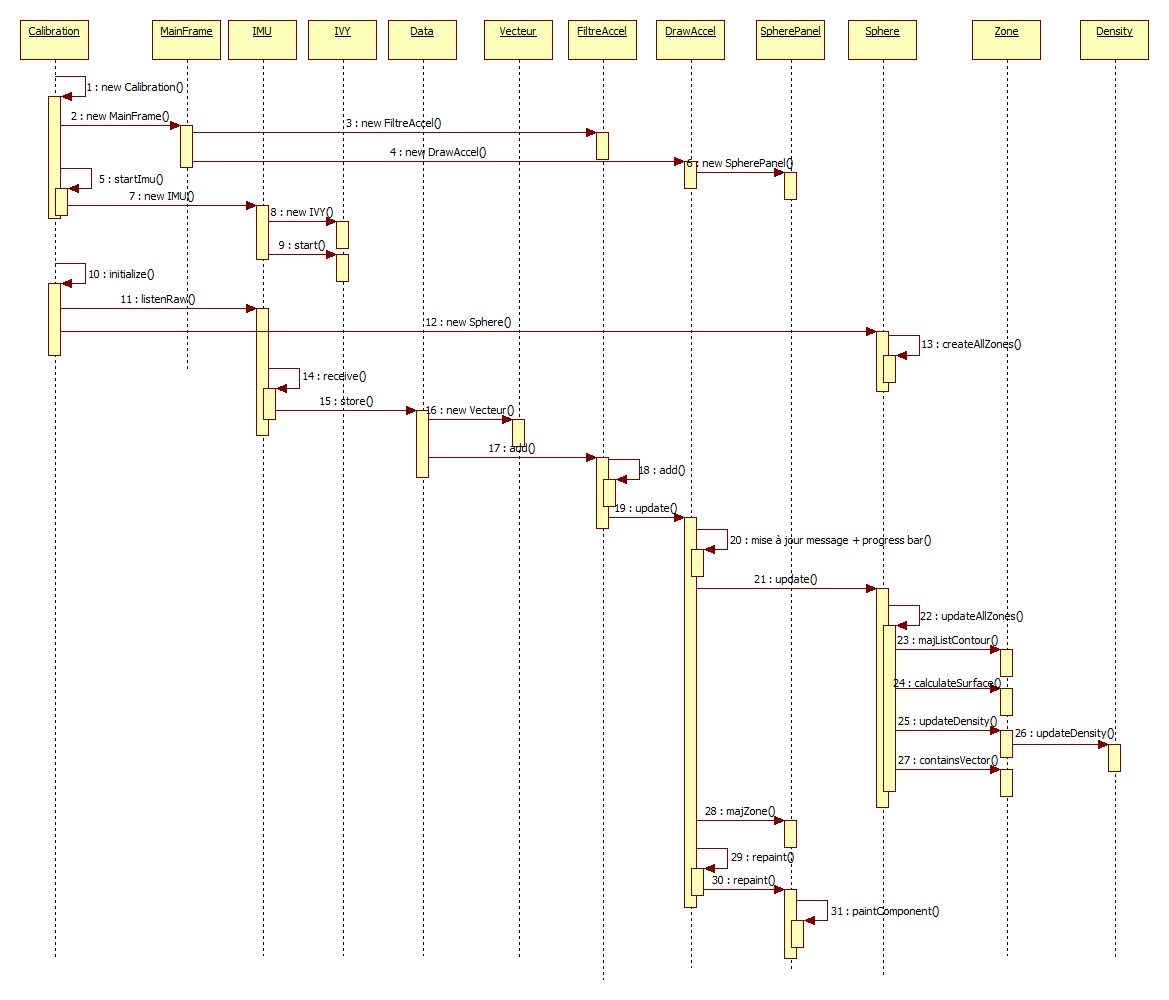 Calibration
MainFrame
IMU
IVY
Data
Vecteur
FiltreAccel
DrawAccel
SpherePanel
Sphere
Zone
Density
1 : new Calibration()
2 : new MainFrame()
3 : new FiltreAccel()
4 : new DrawAccel()
6 : new SpherePanel()
5 : startImu()
7 : new IMU()
8 : new IVY()
9 : start()
10 : initialize()
11 : listenRaw()
12 : new Sphere()
13 : createAllZones()
14 : receive()
15 : store()
16 : new Vecteur()
17 : add()
18 : add()
19 : update()
20 : mise à jour message + progress bar()
21 : update()
22 : updateAllZones()
23 : majListContour()
24 : calculateSurface()
25 : updateDensity()
26 : updateDensity()
27 : containsVector()
28 : majZone()
29 : repaint()
30 : repaint()
31 : paintComponent()